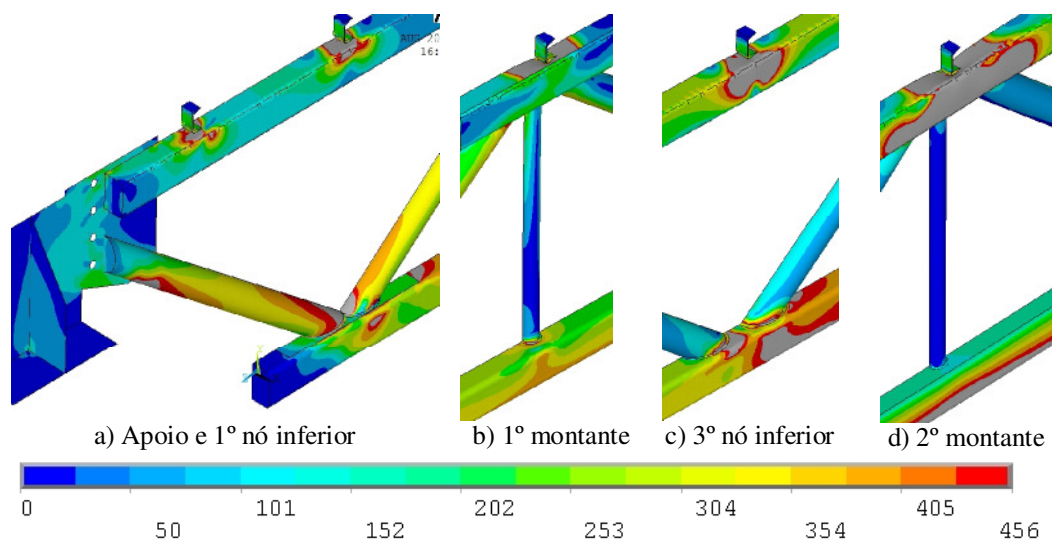 16:
a) Apoio e 1º nó inferior
b) 1º montante
c) 3º nó inferior
d) 2º montante
0 101 202 304 405
50 152 253 354 456